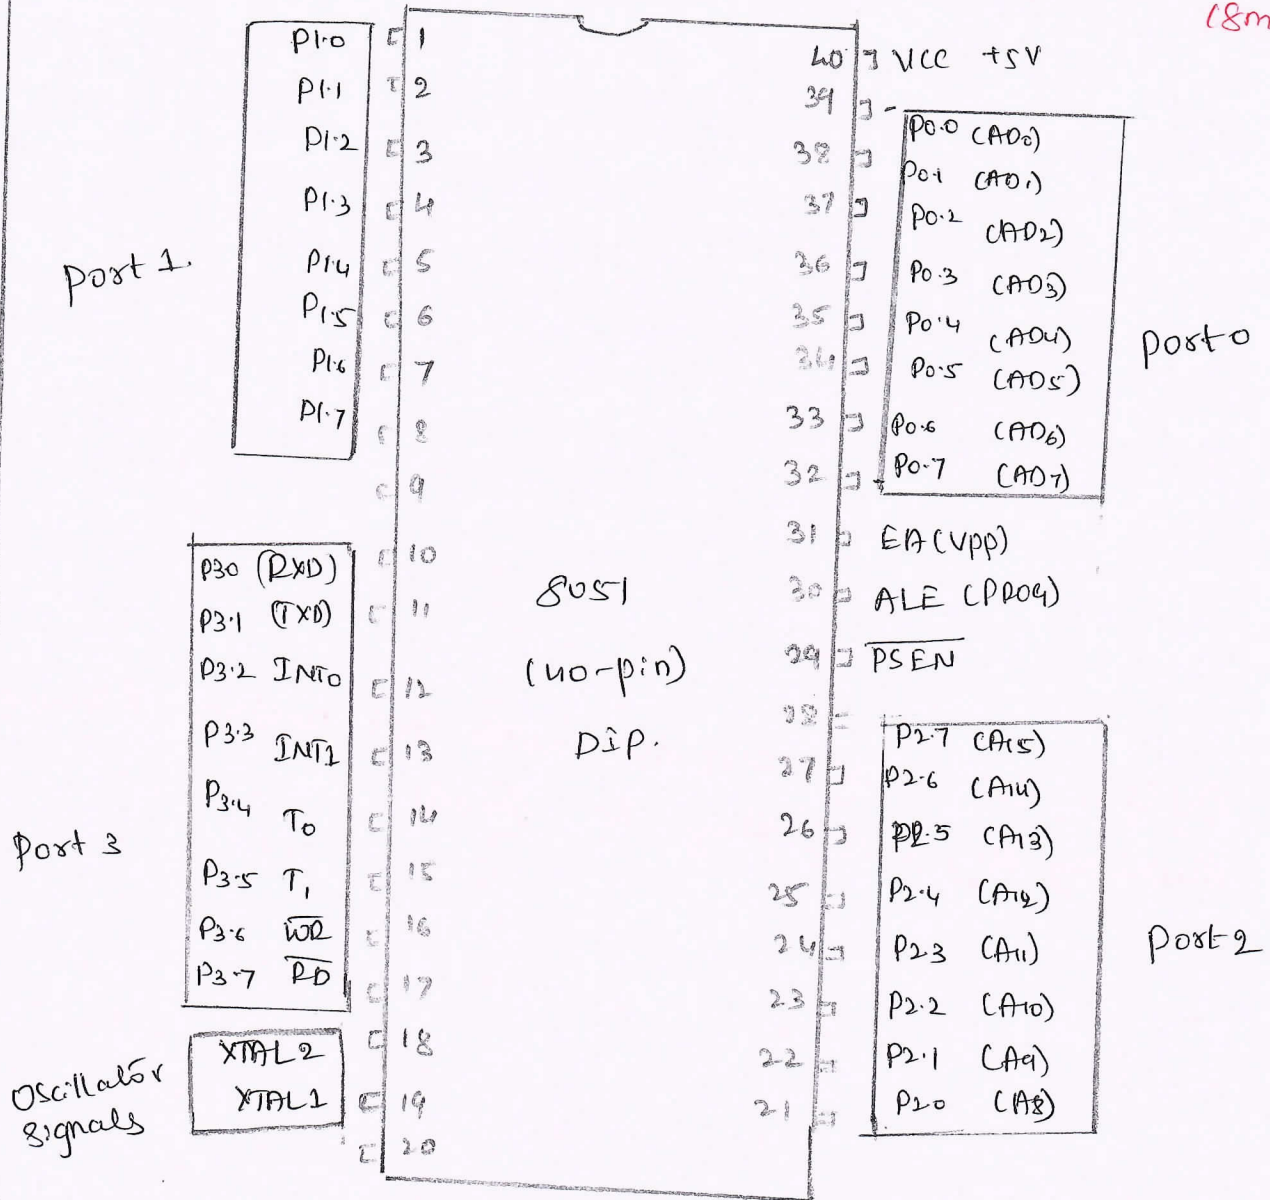 (8m
P1.0 1
40 VCC +5V
P1.1 2
39 P0.0 (AD0)
P1.2 3
38 P0.1 (AD1)
P1.3 4
37 P0.2 (AD2)
Port 1.
P1.4 5
36 P0.3 (AD3)
P1.5 6
35 P0.4 (AD4)
Port 0
P1.6 7
34 P0.5 (AD5)
P1.7 8
33 P0.6 (AD6)
9
32 P0.7 (AD7)
31 EA (VPP)
P30 (RXD) 10
30 ALE (PROG)
P3.1 (TXD) 11
8051
29 PSEN
P3.2 INT0 12
(40-pin)
28 P2.7 (A15)
P3.3 INT1 13
DIP.
27 P2.6 (A14)
P3.4 T0 14
26 P2.5 (A13)
Port 3
P3.5 T1 15
25 P2.4 (A12)
P3.6 WR 16
24 P2.3 (A11)
Port 2
P3.7 RD 17
23 P2.2 (A10)
XTAL2 18
22 P2.1 (A9)
Oscillator
signals
XTAL1 19
21 P2.0 (A8)
20